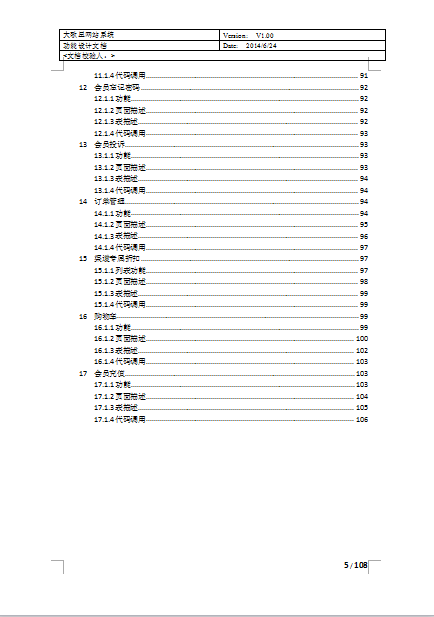 大歌星网站系统 Version: V1.00
功能设计文档 Date: 2014/6/24
<文档校验人: >
11.1.4 代码调用 91
12 会员忘记密码 92
12.1.1 功能 92
12.1.2 页面描述 92
12.1.3 表描述 92
12.1.4 代码调用 93
13 会员投诉 93
13.1.1 功能 93
13.1.2 页面描述 93
13.1.3 表描述 94
13.1.4 代码调用 94
14 订单管理 94
14.1.1 功能 94
14.1.2 页面描述 95
14.1.3 表描述 96
14.1.4 代码调用 97
15 渠道专属折扣 97
15.1.1 列表功能 97
15.1.2 页面描述 98
15.1.3 表描述 99
15.1.4 代码调用 99
16 购物车 99
16.1.1 功能 99
16.1.2 页面描述 100
16.1.3 表描述 102
16.1.4 代码调用 103
17 会员充值 103
17.1.1 功能 103
17.1.2 页面描述 104
17.1.3 表描述 105
17.1.4 代码调用 106
5 / 108